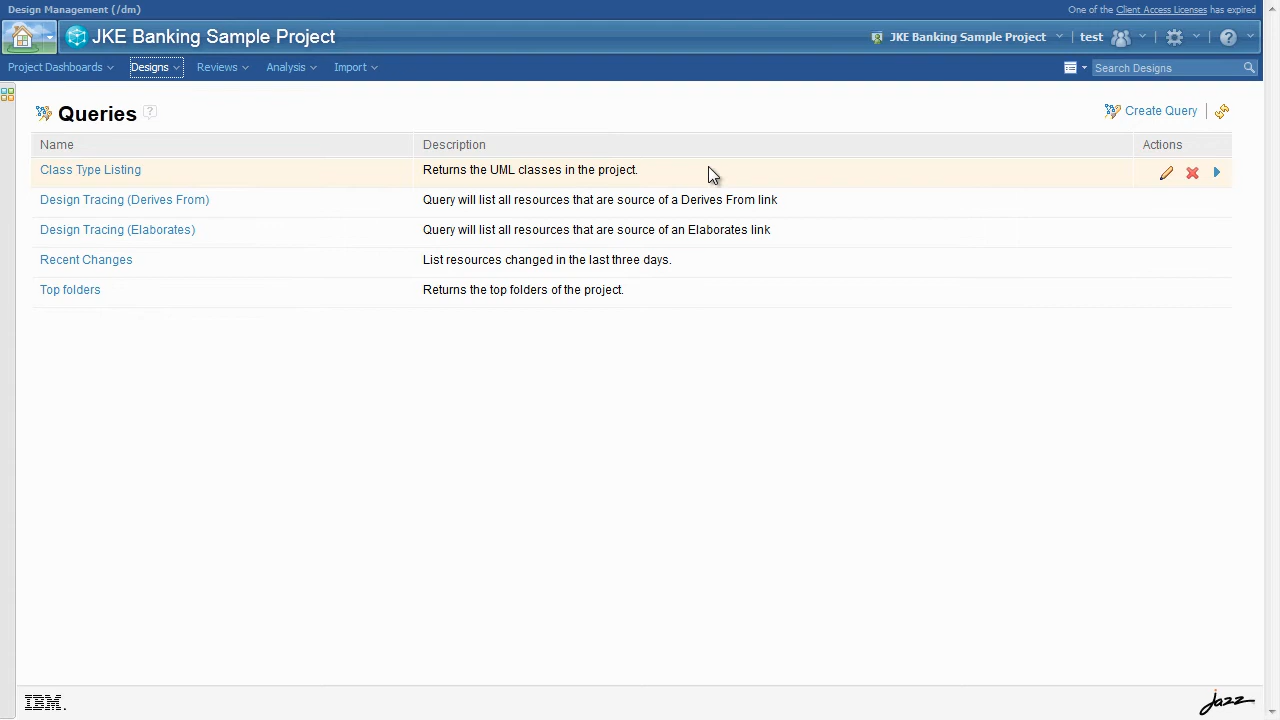 Design Management (/dm)
One of the Client Access Licenses has expired
JKE Banking Sample Project
JKE Banking Sample Project
test
Project Dashboards
Designs
Reviews
Analysis
Import
Search Designs
Queries
?
Create Query
Name
Description
Actions
Class Type Listing
Returns the UML classes in the project.
Design Tracing (Derives From)
Query will list all resources that are source of a Derives From link
Design Tracing (Elaborates)
Query will list all resources that are source of an Elaborates link
Recent Changes
List resources changed in the last three days.
Top folders
Returns the top folders of the project.
IBM.
jazz